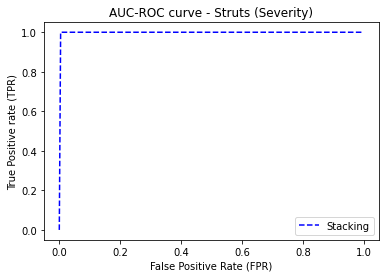 AUC-ROC curve - Struts (Severity)
True Positive rate (TPR)
1.0
0.8
0.6
0.4
0.2
0.0
Stacking
0.0 0.2 0.4 0.6 0.8 1.0
False Positive Rate (FPR)